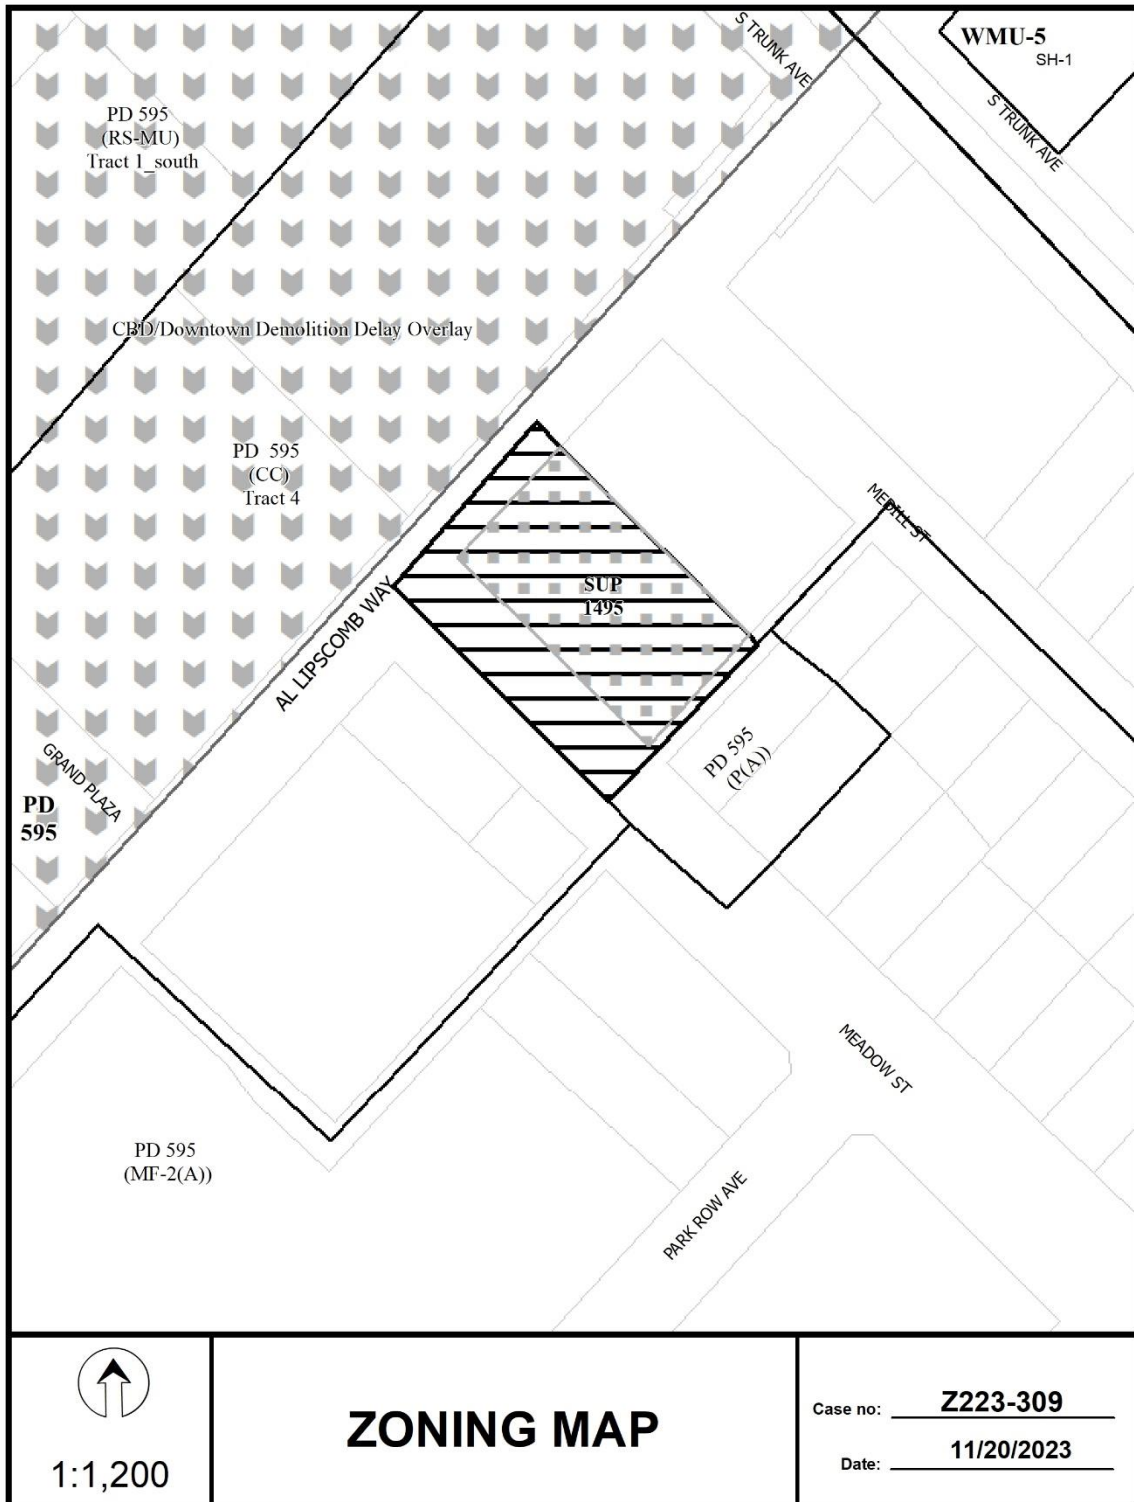 S TRUNK AVE
WMU-5
SH-1
S TRUNK AVE
PD 595
(RS-MU)
Tract 1_south
CBD/Downtown Demolition Delay Overlay
PD 595
(CC)
Tract 4
MEDILL ST
SUP
1495
AL LIPSCOMB WAY
GRAND PLAZA
PD 595
(P(A))
PD
595
MEADOW ST
PD 595
(MF-2(A))
PARK ROW AVE
1:1,200
ZONING MAP
Case no: Z223-309
Date: 11/20/2023